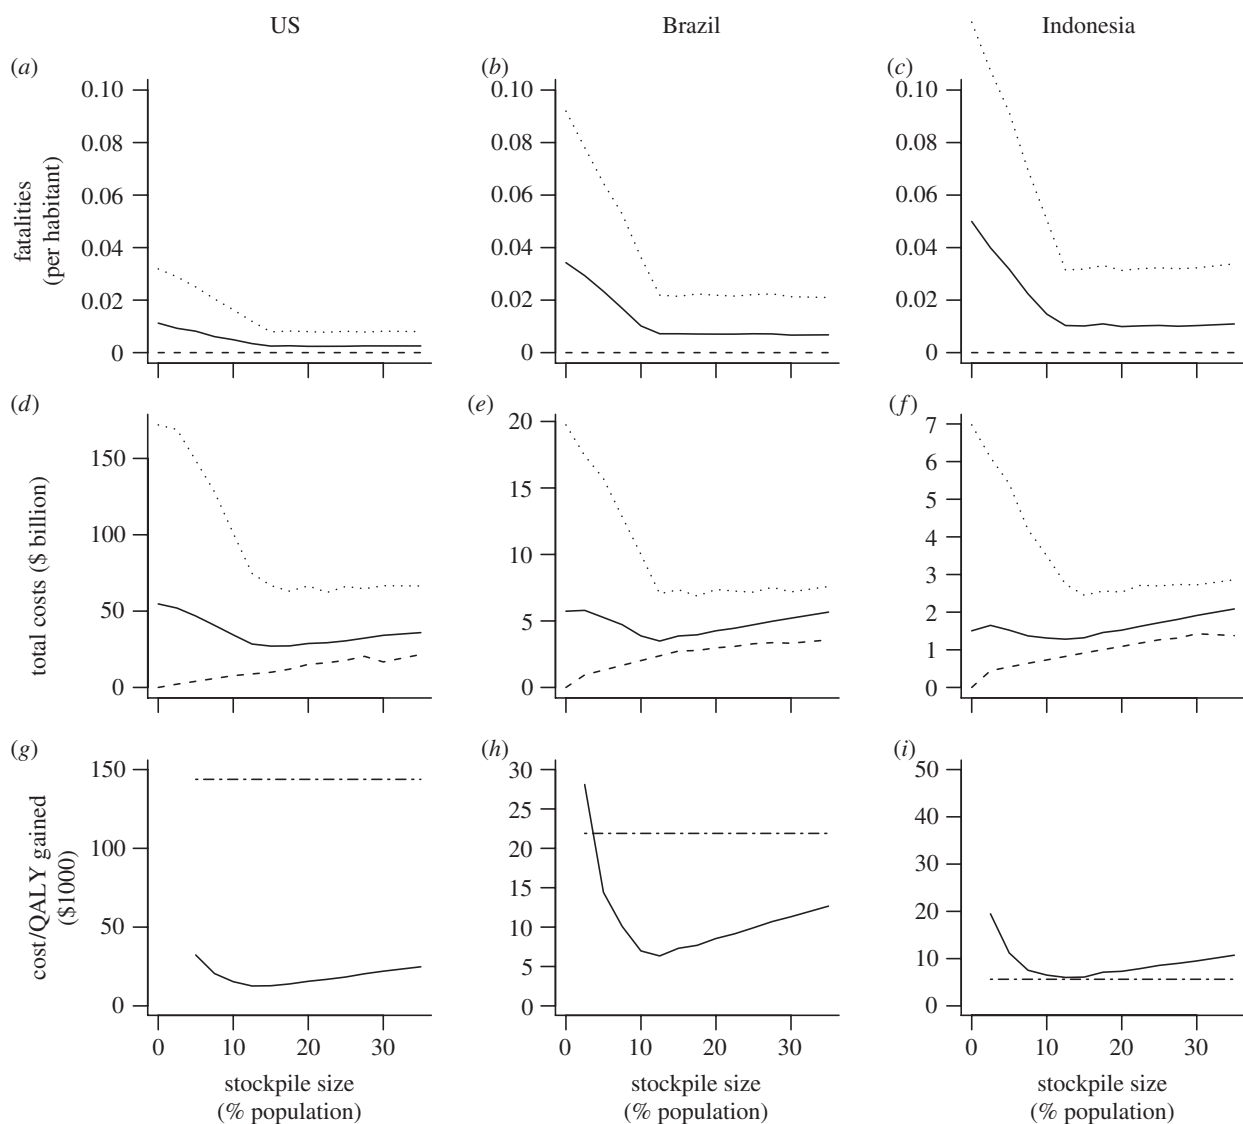 US
Brazil
Indonesia
(a)
(b)
(c)
fatalities
(per habitant)
0.10
0.08
0.06
0.04
0.02
0
0.10
0.08
0.06
0.04
0.02
0
0.10
0.08
0.06
0.04
0.02
0
(d)
(e)
(f)
total costs ($ billion)
150
100
50
0
20
15
10
5
0
7
6
5
4
3
2
1
0
(g)
(h)
(i)
cost/QALY gained
($1000)
150
100
50
0
30
25
20
15
10
5
0
50
40
30
20
10
0
0 10 20 30
0 10 20 30
0 10 20 30
stockpile size
(% population)
stockpile size
(% population)
stockpile size
(% population)